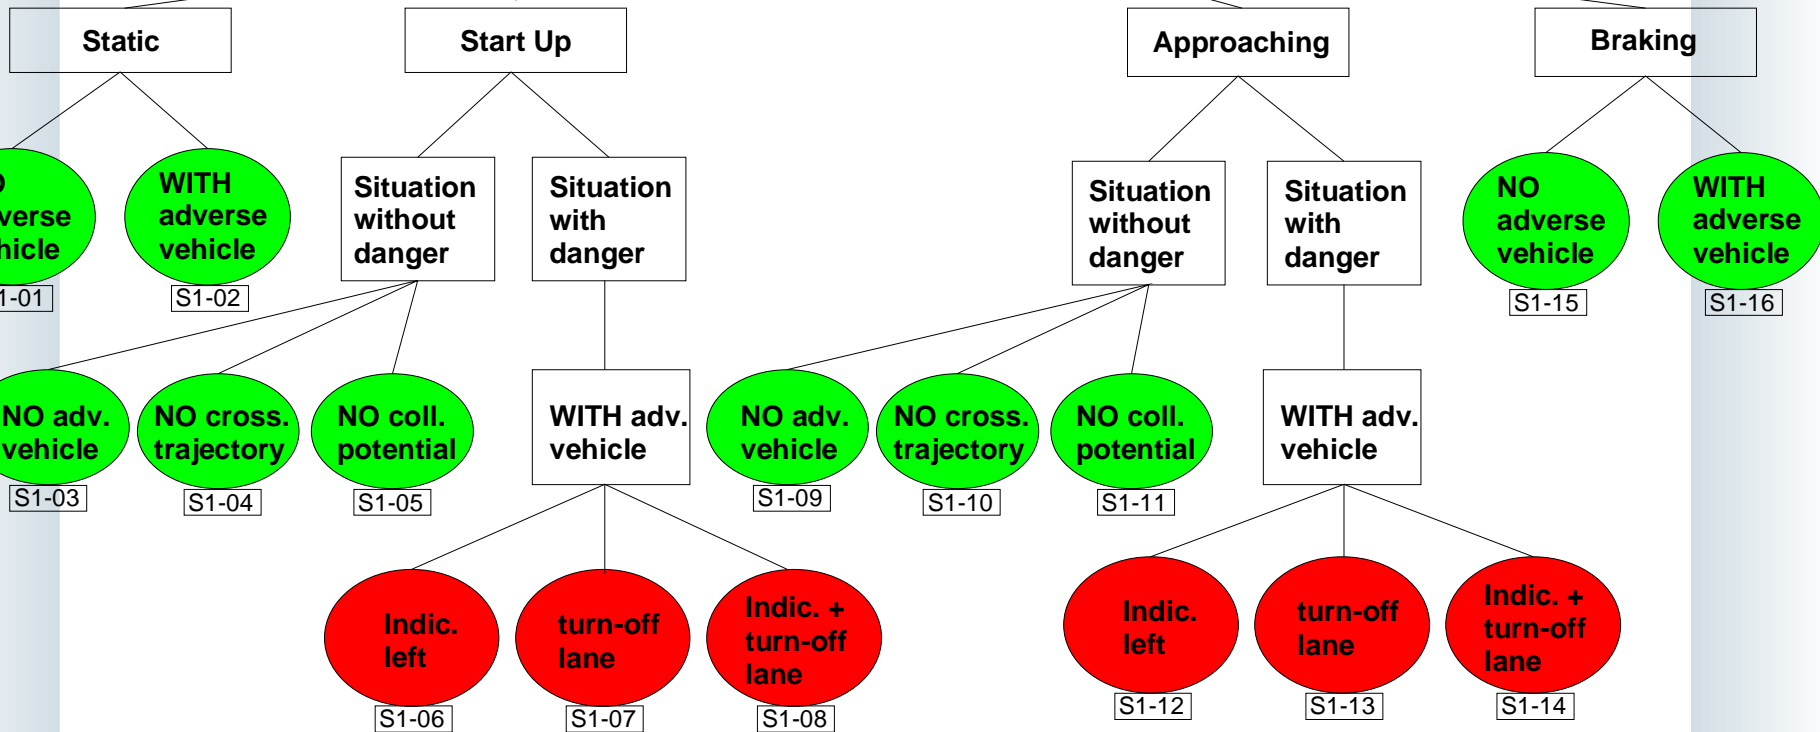 Static
Start Up
Approaching
Braking
verse
hicle
1-01
WITH
adverse
vehicle
S1-02
Situation
without
danger
Situation
with
danger
Situation
without
danger
Situation
with
danger
NO
adverse
vehicle
S1-15
WITH
adverse
vehicle
S1-16
NO adv.
vehicle
S1-03
NO cross.
trajectory
S1-04
NO coll.
potential
S1-05
WITH adv.
vehicle
NO adv.
vehicle
S1-09
NO cross.
trajectory
S1-10
NO coll.
potential
S1-11
WITH adv.
vehicle
Indic.
left
S1-06
turn-off
lane
S1-07
Indic. +
turn-off
lane
S1-08
Indic.
left
S1-12
turn-off
lane
S1-13
Indic. +
turn-off
lane
S1-14